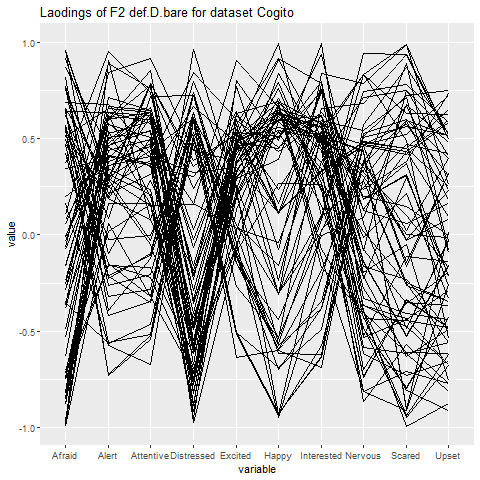 Laodings of F2 def.D.bare for dataset Cogito
1.0
0.5
0.0
-0.5
-1.0
value
Afraid Alert Attentive Distressed Excited Happy Interested Nervous Scared Upset
variable